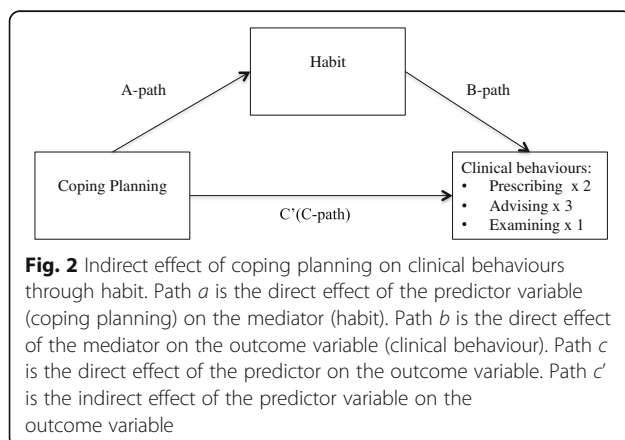 Habit
A-path
B-path
Coping Planning
C'(C-path)
Clinical behaviours:
• Prescribing x 2
• Advising x 3
• Examining x 1
Fig. 2 Indirect effect of coping planning on clinical behaviours
through habit. Path a is the direct effect of the predictor variable
(coping planning) on the mediator (habit). Path b is the direct effect
of the mediator on the outcome variable (clinical behaviour). Path c
is the direct effect of the predictor on the outcome variable. Path c'
is the indirect effect of the predictor variable on the
outcome variable